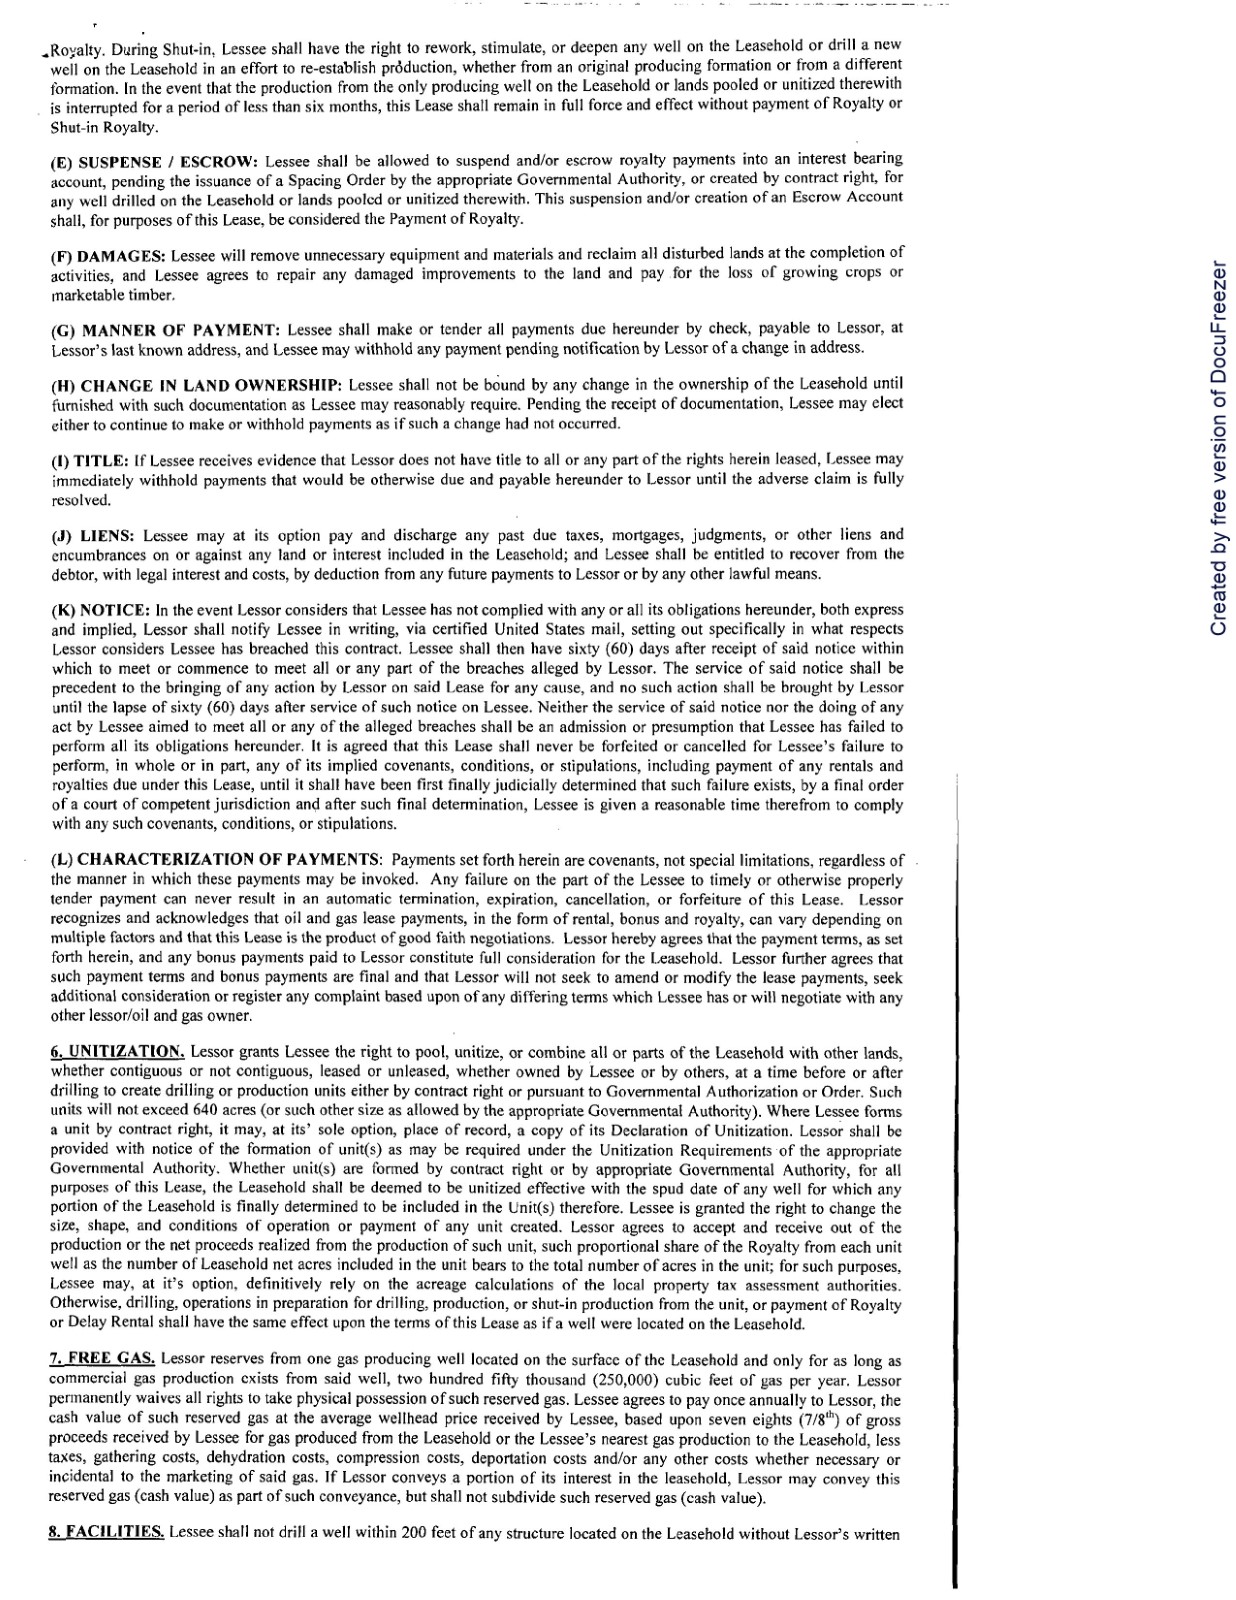 Royalty. During Shut-in, Lessee shall have the right to rework, stimulate, or deepen any well on the Leasehold or drill a new
well on the Leasehold in an effort to re-establish production, whether from an original producing formation or from a different
formation. In the event that the production from the only producing well on the Leasehold or lands pooled or unitized therewith
is interrupted for a period of less than six months, this Lease shall remain in full force and effect without payment of Royalty or
Shut-in Royalty.
(E) SUSPENSE / ESCROW: Lessee shall be allowed to suspend and/or escrow royalty payments into an interest bearing
account, pending the issuance of a Spacing Order by the appropriate Governmental Authority, or created by contract right, for
any well drilled on the Leasehold or lands pooled or unitized therewith. This suspension and/or creation of an Escrow Account
shall, for purposes of this Lease, be considered the Payment of Royalty.
(F) DAMAGES: Lessee will remove unnecessary equipment and materials and reclaim all disturbed lands at the completion of
activities, and Lessee agrees to repair any damaged improvements to the land and pay for the loss of growing crops or
marketable timber.
(G) MANNER OF PAYMENT: Lessee shall make or tender all payments due hereunder by check, payable to Lessor, at
Lessor's last known address, and Lessee may withhold any payment pending notification by Lessor of a change in address.
(H) CHANGE IN LAND OWNERSHIP: Lessee shall not be bound by any change in the ownership of the Leasehold until
furnished with such documentation as Lessee may reasonably require. Pending the receipt of documentation, Lessee may elect
either to continue to make or withhold payments as if such a change had not occurred.
(I) TITLE: If Lessee receives evidence that Lessor does not have title to all or any part of the rights herein leased, Lessee may
immediately withhold payments that would be otherwise due and payable hereunder to Lessor until the adverse claim is fully
resolved.
(J) LIENS: Lessee may at its option pay and discharge any past due taxes, mortgages, judgments, or other liens and
encumbrances on or against any land or interest included in the Leasehold; and Lessee shall be entitled to recover from the
debtor, with legal interest and costs, by deduction from any future payments to Lessor or by any other lawful means.
(K) NOTICE: In the event Lessor considers that Lessee has not complied with any or all its obligations hereunder, both express
and implied, Lessor shall notify Lessee in writing, via certified United States mail, setting out specifically in what respects
Lessor considers Lessee has breached this contract. Lessee shall then have sixty (60) days after receipt of said notice within
which to meet or commence to meet all or any part of the breaches alleged by Lessor. The service of said notice shall be
precedent to the bringing of any action by Lessor on said Lease for any cause, and no such action shall be brought by Lessor
until the lapse of sixty (60) days after service of such notice on Lessee. Neither the service of said notice nor the doing of any
act by Lessee aimed to meet all or any of the alleged breaches shall be an admission or presumption that Lessee has failed to
perform all its obligations hereunder. It is agreed that this Lease shall never be forfeited or cancelled for Lessee's failure to
perform, in whole or in part, any of its implied covenants, conditions, or stipulations, including payment of any rentals and
royalties due under this Lease, until it shall have been first finally judicially determined that such failure exists, by a final order
of a court of competent jurisdiction and after such final determination, Lessee is given a reasonable time therefrom to comply
with any such covenants, conditions, or stipulations.
(L) CHARACTERIZATION OF PAYMENTS: Payments set forth herein are covenants, not special limitations, regardless of
the manner in which these payments may be invoked. Any failure on the part of the Lessee to timely or otherwise properly
tender payment can never result in an automatic termination, expiration, cancellation, or forfeiture of this Lease. Lessor
recognizes and acknowledges that oil and gas lease payments, in the form of rental, bonus and royalty, can vary depending on
multiple factors and that this Lease is the product of good faith negotiations. Lessor hereby agrees that the payment terms, as set
forth herein, and any bonus payments paid to Lessor constitute full consideration for the Leasehold. Lessor further agrees that
such payment terms and bonus payments are final and that Lessor will not seek to amend or modify the lease payments, seek
additional consideration or register any complaint based upon of any differing terms which Lessee has or will negotiate with any
other lessor/oil and gas owner.
6. UNITIZATION. Lessor grants Lessee the right to pool, unitize, or combine all or parts of the Leasehold with other lands,
whether contiguous or not contiguous, leased or unleased, whether owned by Lessee or by others, at a time before or after
drilling to create drilling or production units either by contract right or pursuant to Governmental Authorization or Order. Such
units will not exceed 640 acres (or such other size as allowed by the appropriate Governmental Authority). Where Lessee forms
a unit by contract right, it may, at its' sole option, place of record, a copy of its Declaration of Unitization. Lessor shall be
provided with notice of the formation of unit(s) as may be required under the Unitization Requirements of the appropriate
Governmental Authority. Whether unit(s) are formed by contract right or by appropriate Governmental Authority, for all
purposes of this Lease, the Leasehold shall be deemed to be unitized effective with the spud date of any well for which any
portion of the Leasehold is finally determined to be included in the Unit(s) therefore. Lessee is granted the right to change the
size, shape, and conditions of operation or payment of any unit created. Lessor agrees to accept and receive out of the
production or the net proceeds realized from the production of such unit, such proportional share of the Royalty from each unit
well as the number of Leasehold net acres included in the unit bears to the total number of acres in the unit; for such purposes,
Lessee may, at it's option, definitively rely on the acreage calculations of the local property tax assessment authorities.
Otherwise, drilling, operations in preparation for drilling, production, or shut-in production from the unit, or payment of Royalty
or Delay Rental shall have the same effect upon the terms of this Lease as if a well were located on the Leasehold.
7. FREE GAS. Lessor reserves from one gas producing well located on the surface of the Leasehold and only for as long as
commercial gas production exists from said well, two hundred fifty thousand (250,000) cubic feet of gas per year. Lessor
permanently waives all rights to take physical possession of such reserved gas. Lessee agrees to pay once annually to Lessor, the
cash value of such reserved gas at the average wellhead price received by Lessee, based upon seven eights (7/8th) of gross
proceeds received by Lessee for gas produced from the Leasehold or the Lessee's nearest gas production to the Leasehold, less
taxes, gathering costs, dehydration costs, compression costs, deportation costs and/or any other costs whether necessary or
incidental to the marketing of said gas. If Lessor conveys a portion of its interest in the leasehold, Lessor may convey this
reserved gas (cash value) as part of such conveyance, but shall not subdivide such reserved gas (cash value).
8. FACILITIES. Lessee shall not drill a well within 200 feet of any structure located on the Leasehold without Lessor's written
Created by free version of DocuFreezer